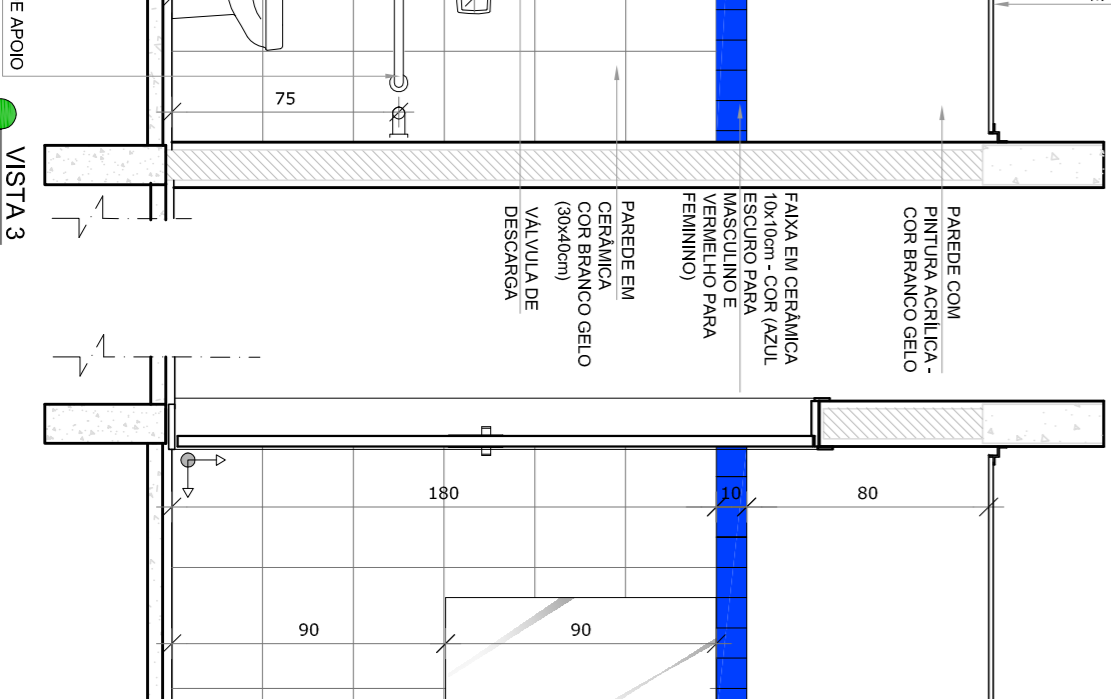 E APOIO
VISTA 3
75
PAREDE COM
PINTURA ACRÍLICA -
COR BRANCO GELO
FAIXA EM CERÂMICA
10x10cm - COR (AZUL
ESCURO PARA
MASCULINO E
VERMELHO PARA
FEMININO)
PAREDE EM
CERÂMICA
COR BRANCO GELO
(30x40cm)
VÁLVULA DE
DESCARGA
180
10
80
90
90